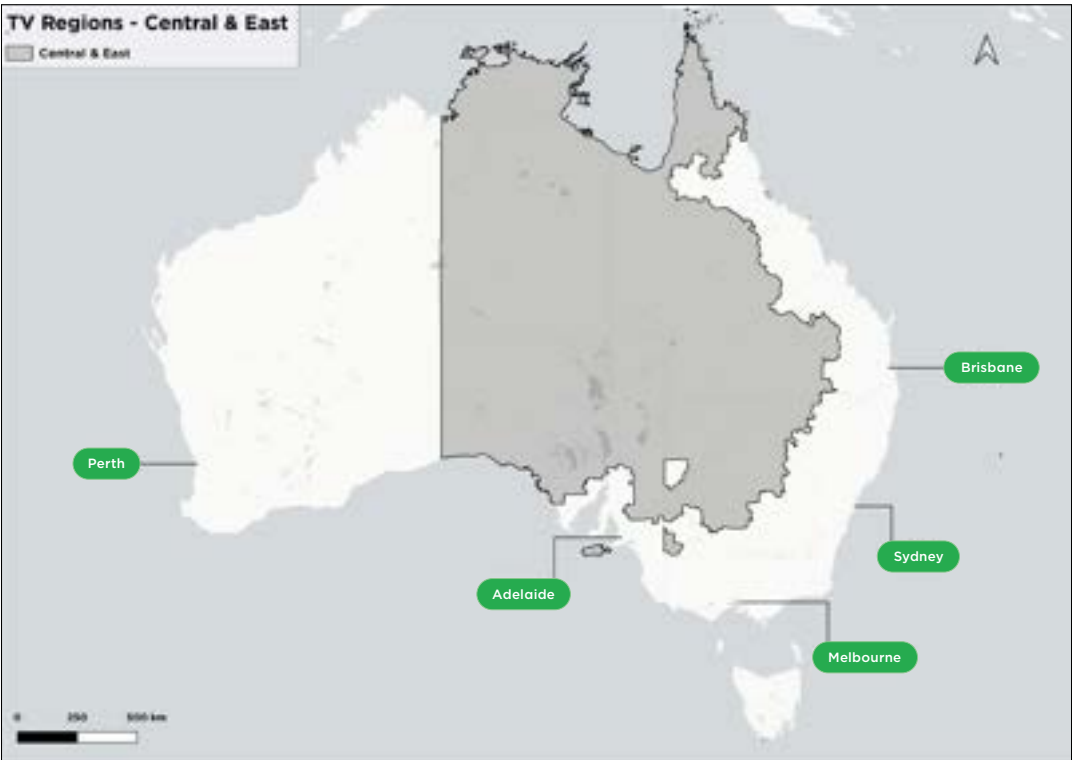 TV Regions - Central & East
Central & East
Brisbane
Perth
Sydney
Adelaide
Melbourne
0 250 500 km